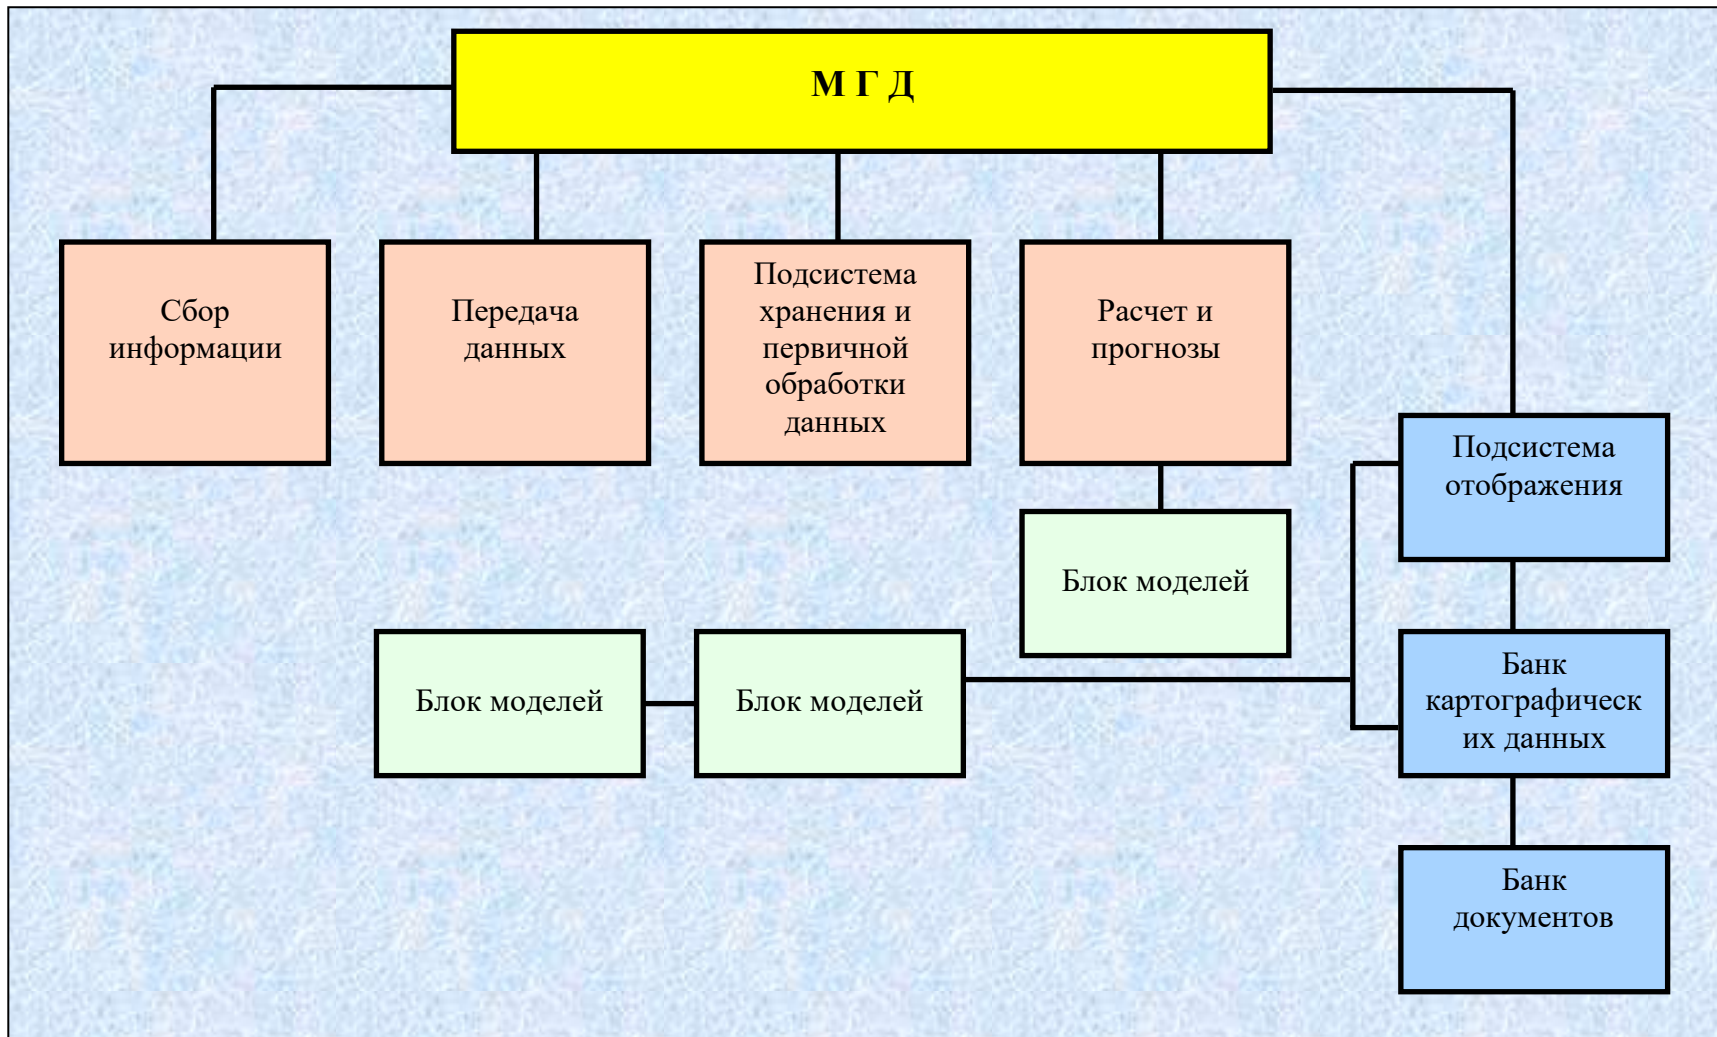 М Г Д
Сбор
информации
Передача
данных
Подсистема
хранения и
первичной
обработки
данных
Расчет и
прогнозы
Подсистема
отображения
Блок моделей
Блок моделей
Блок моделей
Банк
картографическ
их данных
Банк
документов